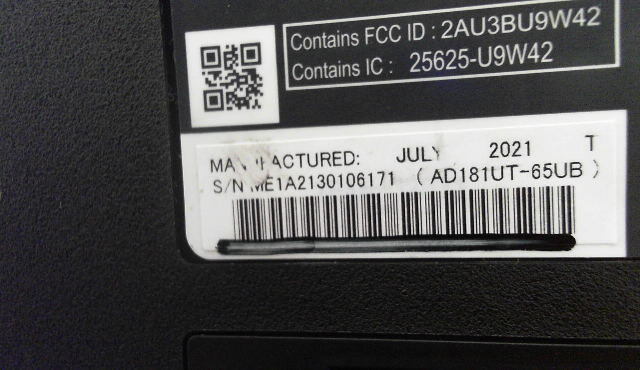 Contains FCC ID : 2AU3BU9W42
Contains IC : 25625-U9W42
MANUFACTURED: JULY 2021 T
S/N ME1A2130106171 ( AD181UT-65UB )